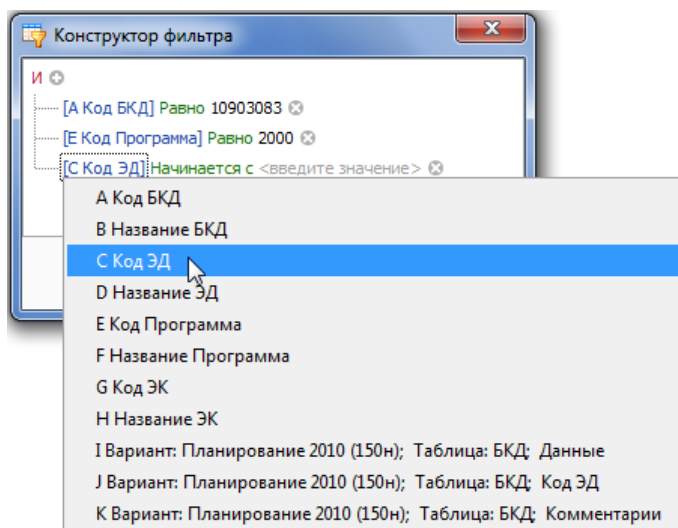 Конструктор фильтра
И
[A Код БКД] Равно 10903083
[E Код Программа] Равно 2000
[C Код ЭД] Начинается с <введите значение>
A Код БКД
B Название БКД
C Код ЭД
D Название ЭД
E Код Программа
F Название Программа
G Код ЭК
H Название ЭК
I Вариант: Планирование 2010 (150н); Таблица: БКД; Данные
J Вариант: Планирование 2010 (150н); Таблица: БКД; Код ЭД
K Вариант: Планирование 2010 (150н); Таблица: БКД; Комментарии